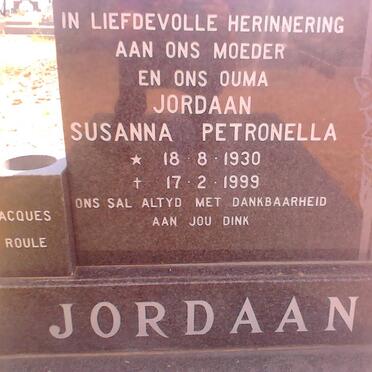 IN LIEFDEVOLLE HERINNERING
AAN ONS MOEDER
EN ONS OUMA
JORDAAN
SUSANNA PETRONELLA
★ 18·8·1930
✝ 17·2·1999
ONS SAL ALTYD MET DANKBAARHEID
AAN JOU DINK
ACQUES
ROULE
JORDAAN